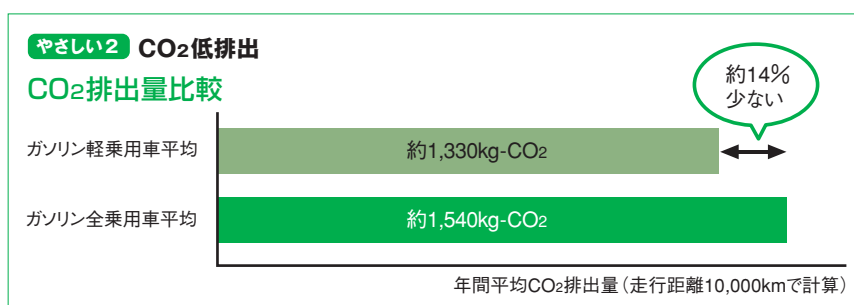 やさしい2 CO2低排出
CO2排出量比較
約14%
少ない
ガソリン軽乗用車平均
約1,330kg-CO2
ガソリン全乗用車平均
約1,540kg-CO2
年間平均CO2排出量(走行距離10,000kmで計算)